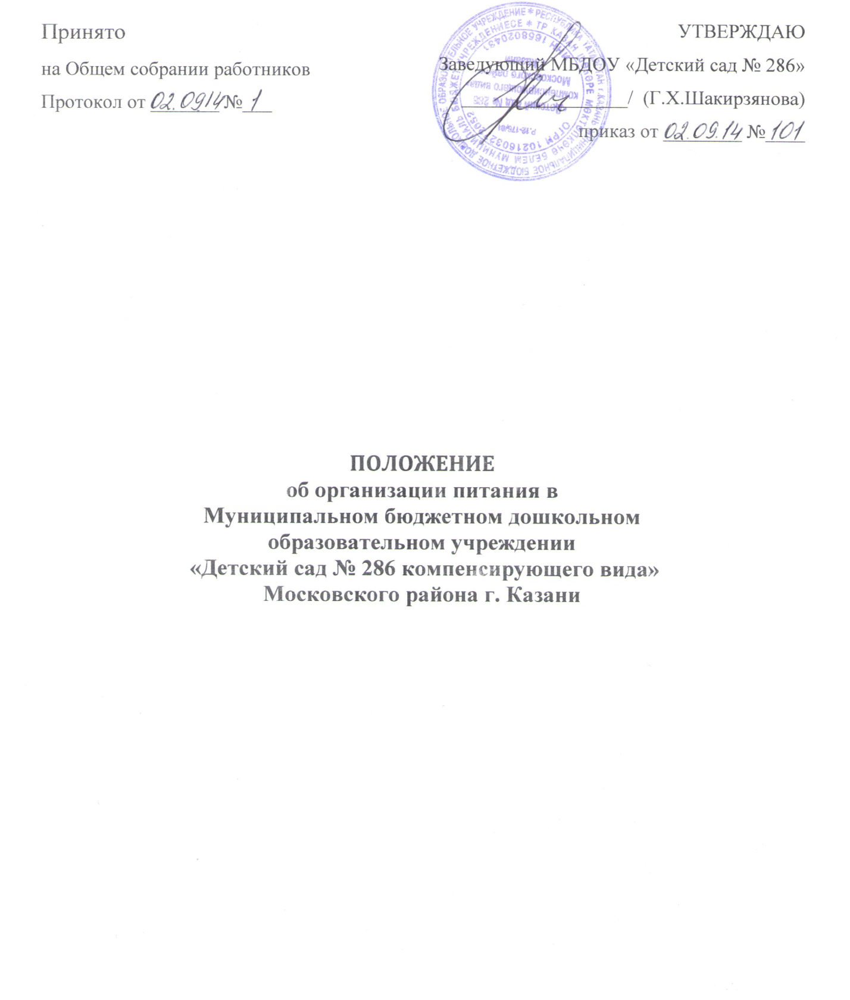 Принято
на Общем собрании работников
Протокол от 02.0914 № 1
УТВЕРЖДАЮ
Заведующий МБДОУ «Детский сад № 286»
/ (Г.Х.Шакирзянова)
приказ от 02.09.14 № 101
ПОЛОЖЕНИЕ
об организации питания в
Муниципальном бюджетном дошкольном
образовательном учреждении
«Детский сад № 286 компенсирующего вида»
Московского района г. Казани